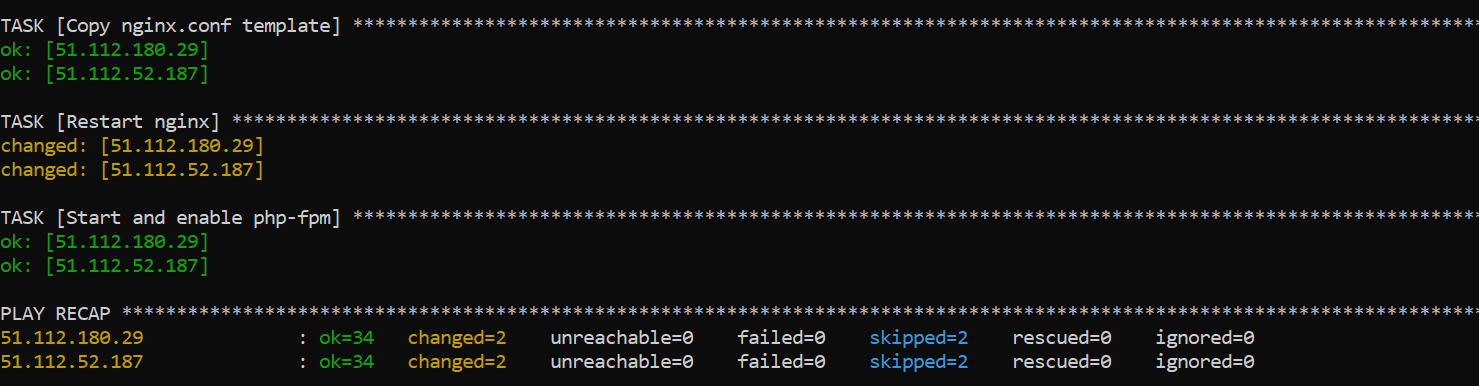 TASK [Copy nginx.conf template] *******************************************************************************************************
ok: [51.112.180.29]
ok: [51.112.52.187]
TASK [Restart nginx] ******************************************************************************************************************
changed: [51.112.180.29]
changed: [51.112.52.187]
TASK [Start and enable php-fpm] *******************************************************************************************************
ok: [51.112.180.29]
ok: [51.112.52.187]
PLAY RECAP ****************************************************************************************************************************
51.112.180.29              : ok=34   changed=2    unreachable=0    failed=0    skipped=2    rescued=0    ignored=0
51.112.52.187              : ok=34   changed=2    unreachable=0    failed=0    skipped=2    rescued=0    ignored=0